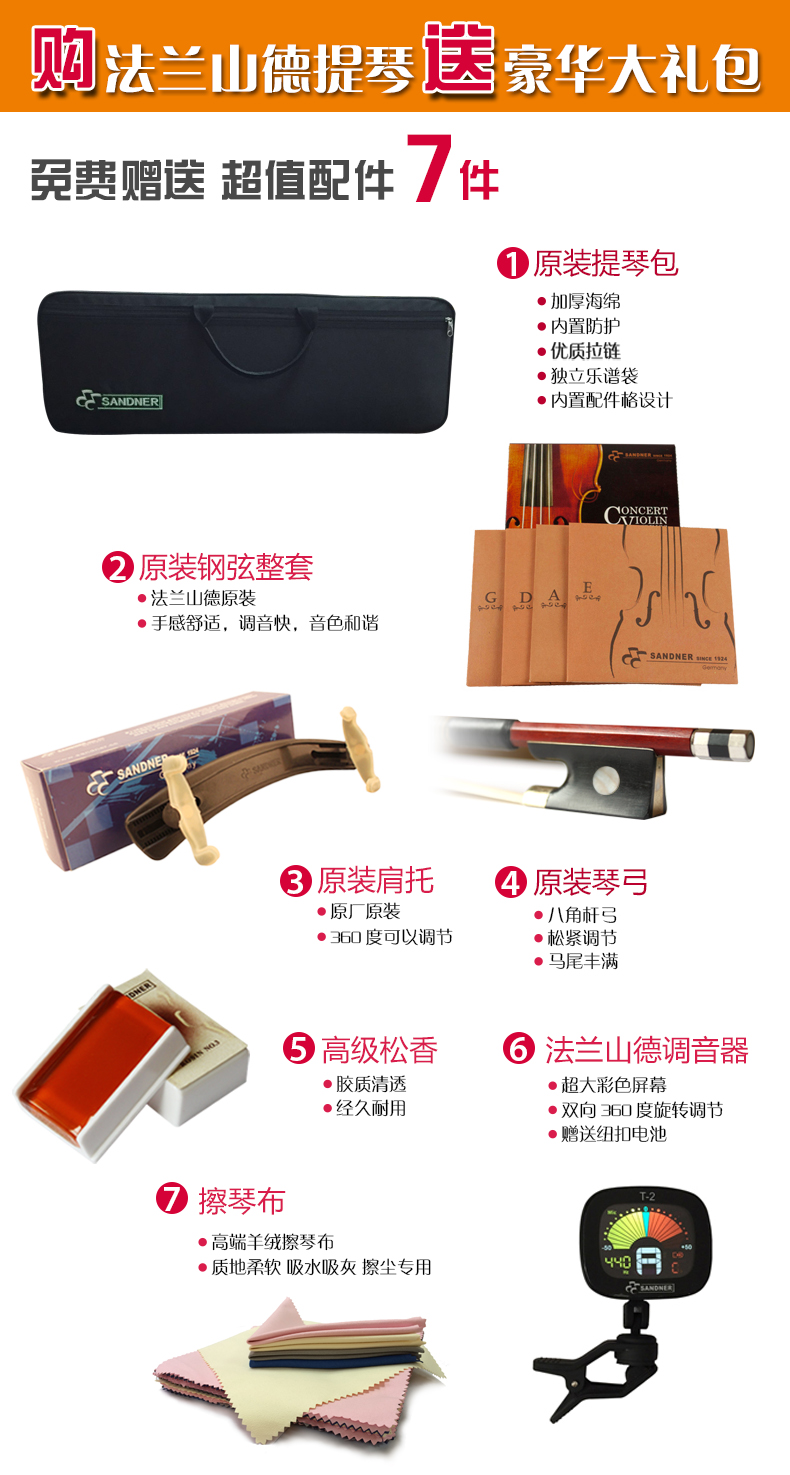 购法兰山德提琴送豪华大礼包
免费赠送 超值配件7件
1 原装提琴包
加厚海绵
内置防护
优质拉链
独立乐谱袋
内置配件格设计
SANDNER
SANDNER SINCE 1924
CONCERT
VIOLIN
G D A E
SANDNER SINCE 1924
Germany
2 原装钢弦整套
法兰山德原装
手感舒适，调音快，音色和谐
SANDNER SINCE 1924
SANDNER
3 原装肩托
原厂原装
360 度可以调节
4 原装琴弓
八角杆弓
松紧调节
马尾丰满
5 高级松香
胶质清透
经久耐用
6 法兰山德调音器
超大彩色屏幕
双向 360 度旋转调节
赠送纽扣电池
7 擦琴布
高端羊绒擦琴布
质地柔软 吸水吸灰 擦尘专用
T-2
0
-50 +50
440 Hz A C
SANDNER